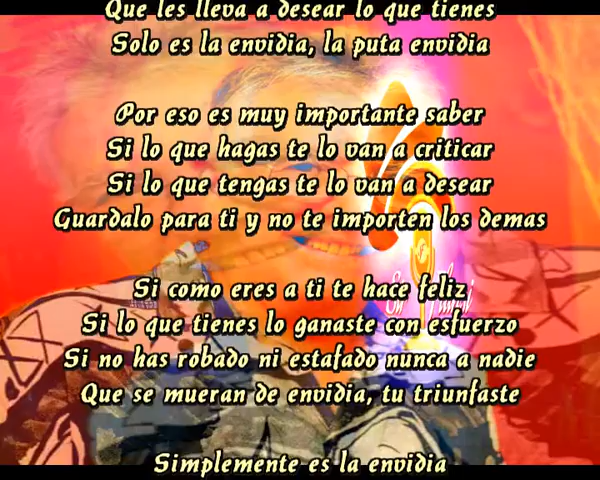 Que les lleva a desear lo que tienes
Solo es la envidia, la puta envidia
Por eso es muy importante saber
Si lo que hagas te lo van a criticar
Si lo que tengas te lo van a desear
Guardalo para ti y no te importen los demas
Si como eres a ti te hace feliz
Si lo que tienes lo ganaste con esfuerzo
Si no has robado ni estafado nunca a nadie
Que se mueran de envidia, tu triunfaste
Simplemente es la envidia